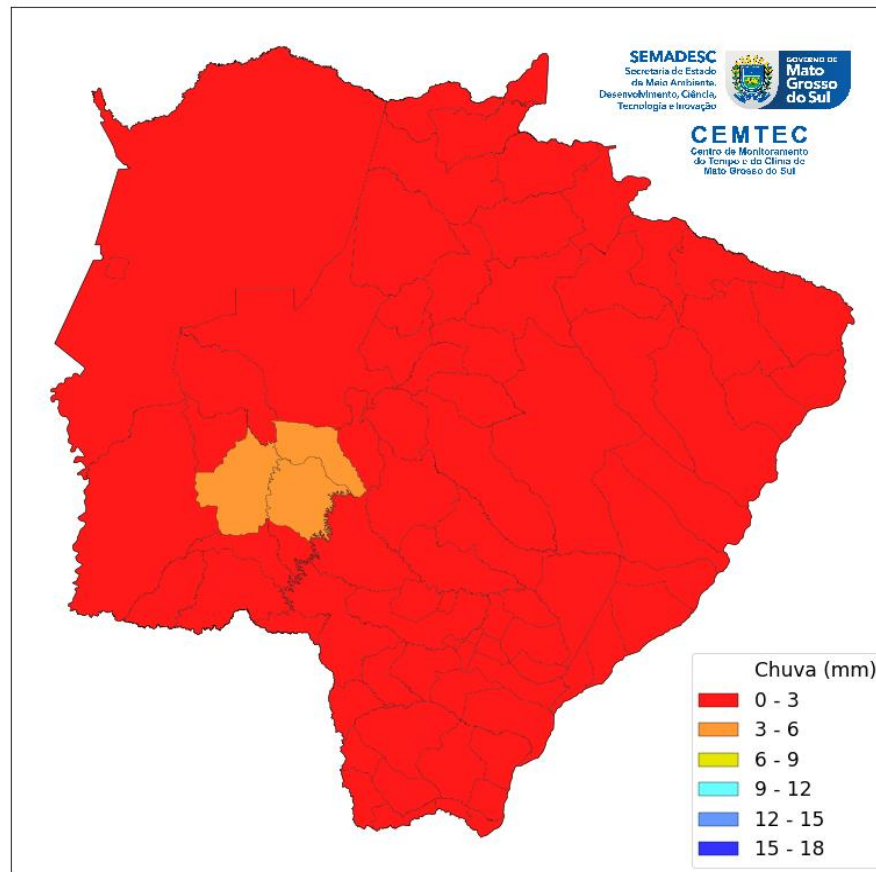 SEMADESC
Secretaria de Estado
de Meio Ambiente,
Desenvolvimento, Ciência,
Tecnologia e Inovação
GOVERNO DE
Mato
Grosso
do Sul
CEMTEC
Centro de Monitoramento
do Tempo e do Clima de
Mato Grosso do Sul
Chuva (mm)
0 - 3
3 - 6
6 - 9
9 - 12
12 - 15
15 - 18